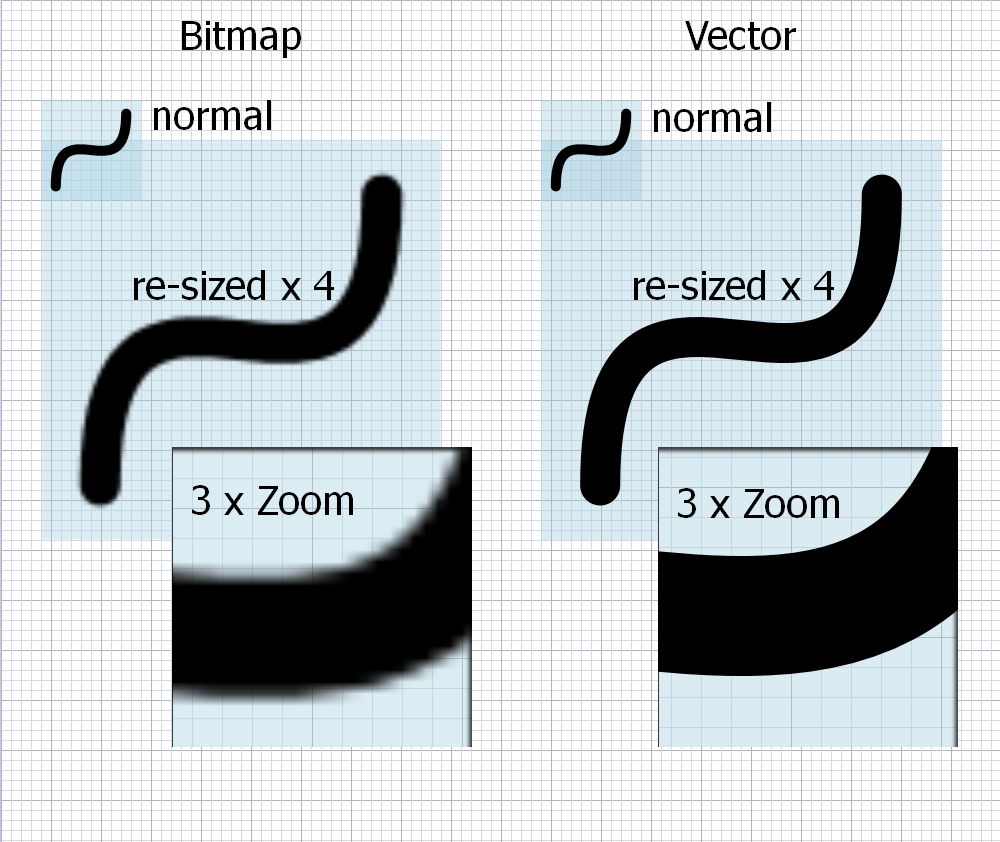 Bitmap
Vector
normal
normal
re-sized x 4
re-sized x 4
3 x Zoom
3 x Zoom